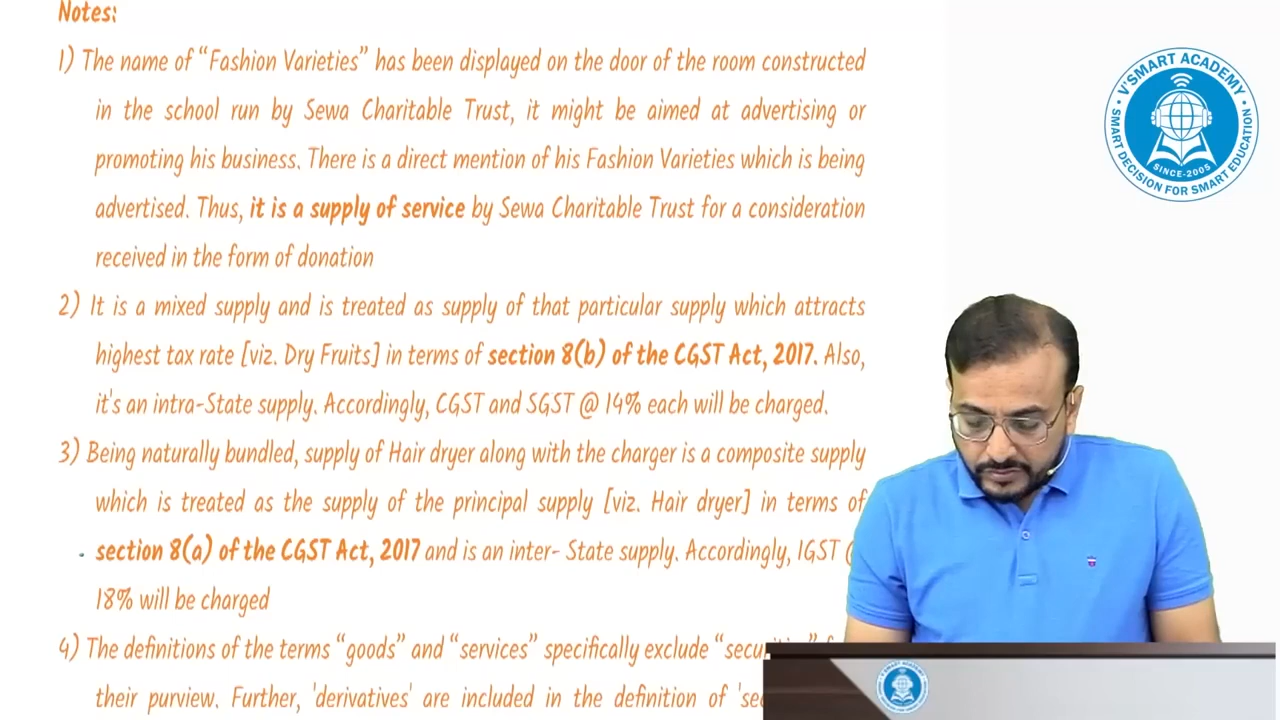 Notes:
1) The name of “Fashion Varieties” has been displayed on the door of the room constructed
in the school run by Sewa Charitable Trust, it might be aimed at advertising or
promoting his business. There is a direct mention of his Fashion Varieties which is being
advertised. Thus, it is a supply of service by Sewa Charitable Trust for a consideration
received in the form of donation
2) It is a mixed supply and is treated as supply of that particular supply which attracts
highest tax rate [viz. Dry Fruits] in terms of section 8(b) of the CGST Act, 2017. Also,
it's an intra-State supply. Accordingly, CGST and SGST @ 14% each will be charged.
3) Being naturally bundled, supply of Hair dryer along with the charger is a composite supply
which is treated as the supply of the principal supply [viz. Hair dryer] in terms of
section 8(a) of the CGST Act, 2017 and is an inter- State supply. Accordingly, IGST
18% will be charged
4) The definitions of the terms “goods” and “services” specifically exclude
their purview. Further, 'derivatives' are included in the definition of
V'SMART ACADEMY
SINCE-2005
SMART DECISION FOR SMART EDUCATION